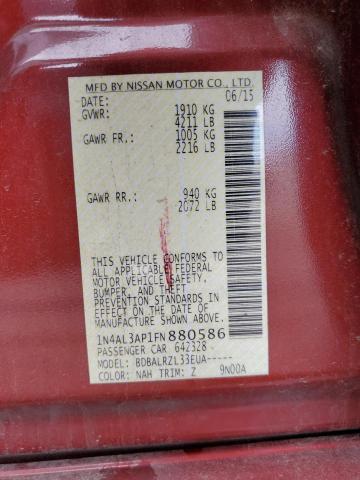 MFD BY NISSAN MOTOR CO., LTD.
DATE: 06/15
GVWR: 1910 KG
4211 LB
GAWR FR.: 1005 KG
2216 LB
GAWR RR.: 940 KG
2072 LB
THIS VEHICLE CONFORMS TO
ALL APPLICABLE FEDERAL
MOTOR VEHICLE SAFETY,
BUMPER, AND THEFT
PREVENTION STANDARDS IN
EFFECT ON THE DATE OF
MANUFACTURE SHOWN ABOVE.
1N4AL3AP1FN880586
PASSENGER CAR 642328
MODEL: BDBALRZL33EUA-----
COLOR: NAH TRIM: Z 9N00A